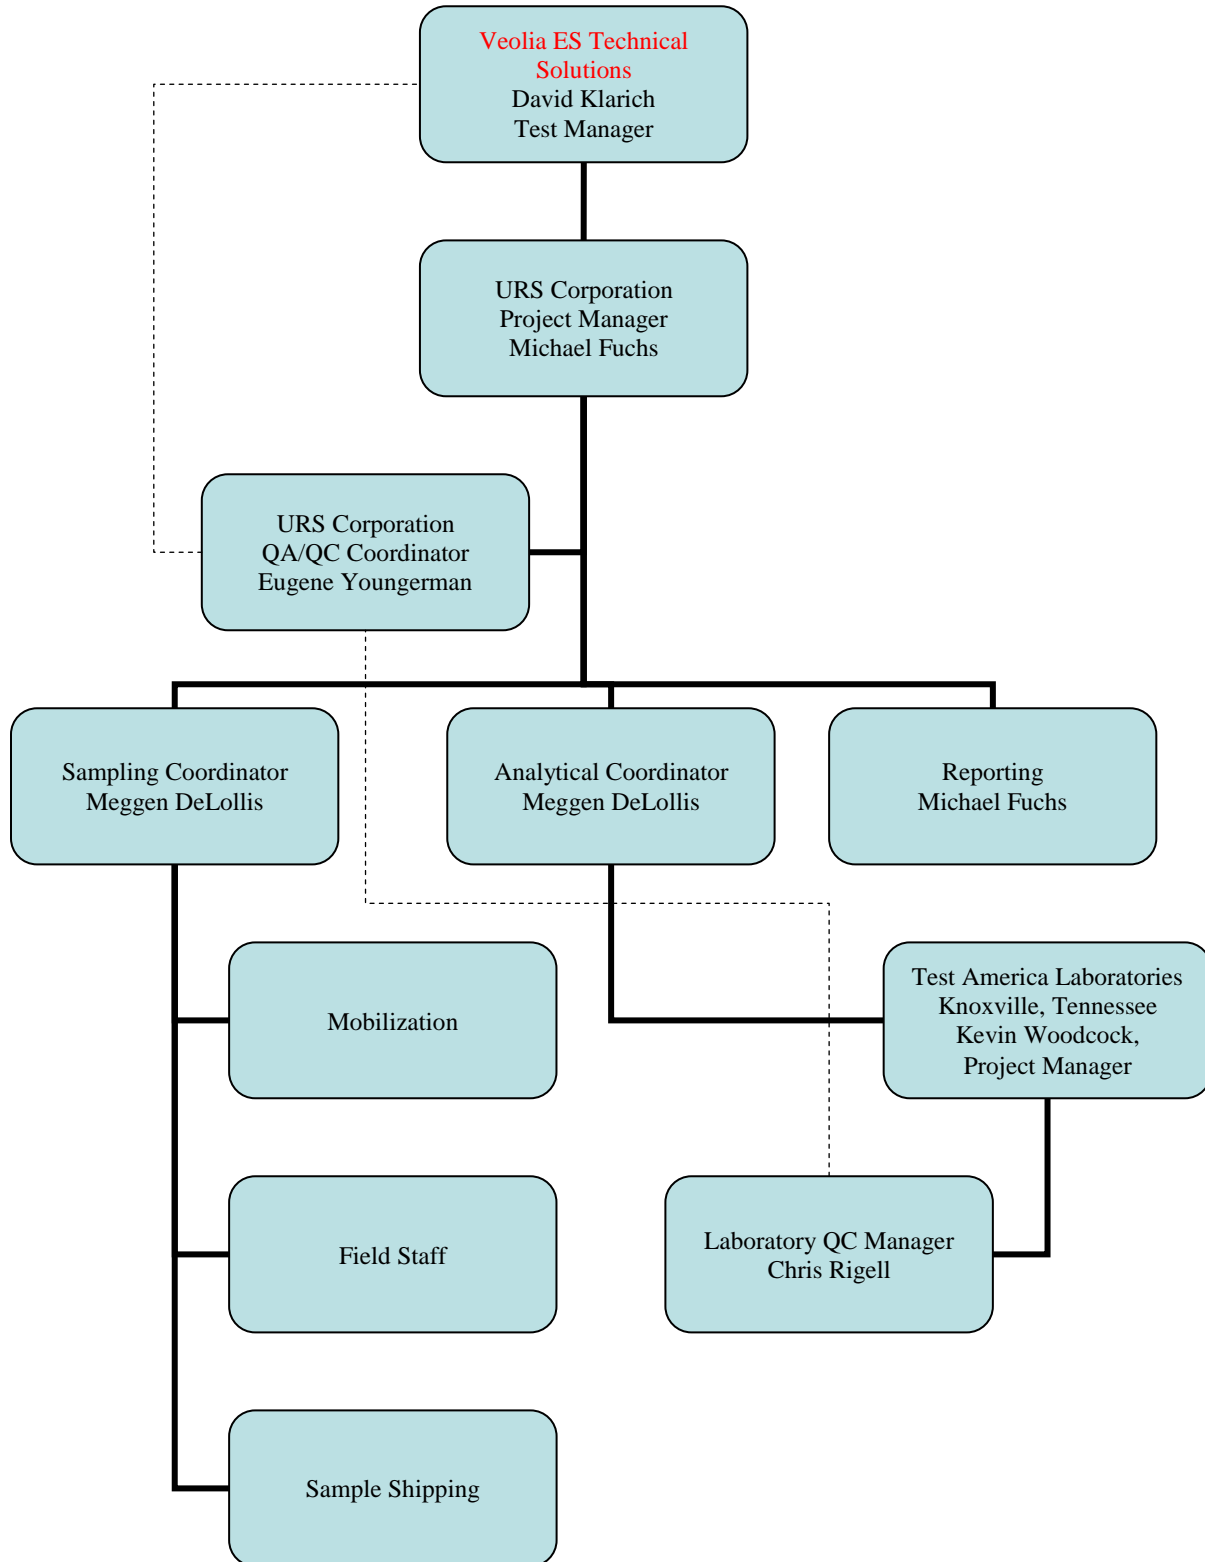 Veolia ES Technical
Solutions
David Klarich
Test Manager
URS Corporation
Project Manager
Michael Fuchs
URS Corporation
QA/QC Coordinator
Eugene Youngerman
Sampling Coordinator
Meggen DeLollis
Analytical Coordinator
Meggen DeLollis
Reporting
Michael Fuchs
Mobilization
Test America Laboratories
Knoxville, Tennessee
Kevin Woodcock,
Project Manager
Field Staff
Laboratory QC Manager
Chris Rigell
Sample Shipping